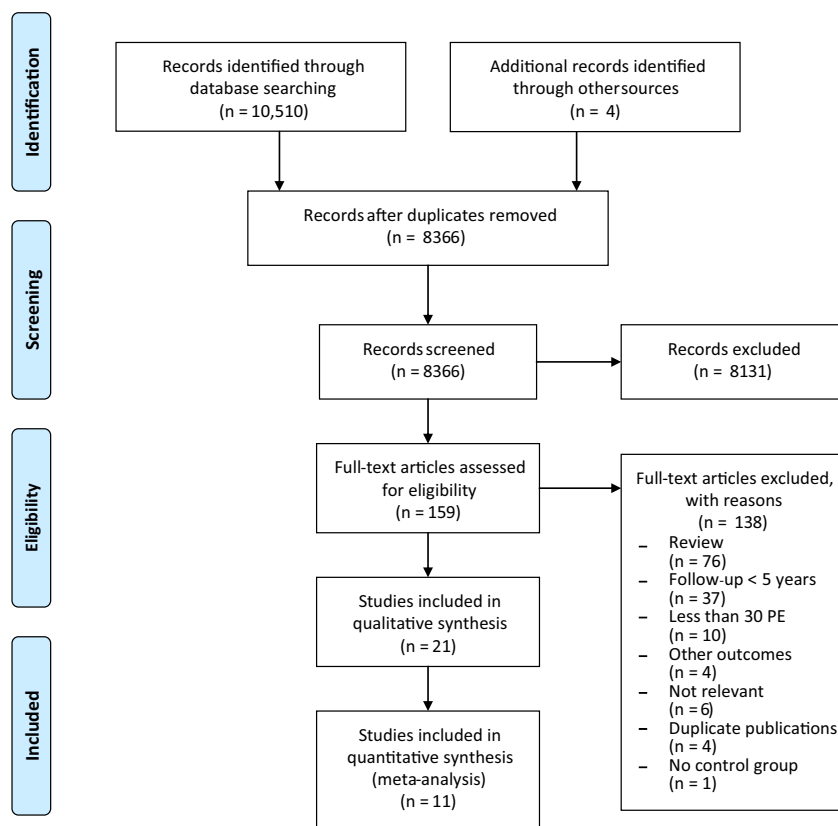 Identification
Records identified through
database searching
(n = 10,510)
Additional records identified
through othersources
(n = 4)
Records after duplicates removed
(n = 8366)
Screening
Records screened
(n = 8366)
Records excluded
(n = 8131)
Eligibility
Full-text articles assessed
for eligibility
(n = 159)
Full-text articles excluded,
with reasons
(n = 138)
– Review
(n = 76)
– Follow-up < 5 years
(n = 37)
– Less than 30 PE
(n = 10)
– Other outcomes
(n = 4)
– Not relevant
(n = 6)
– Duplicate publications
(n = 4)
– No control group
(n = 1)
Studies included in
qualitative synthesis
(n = 21)
Included
Studies included in
quantitative synthesis
(meta-analysis)
(n = 11)